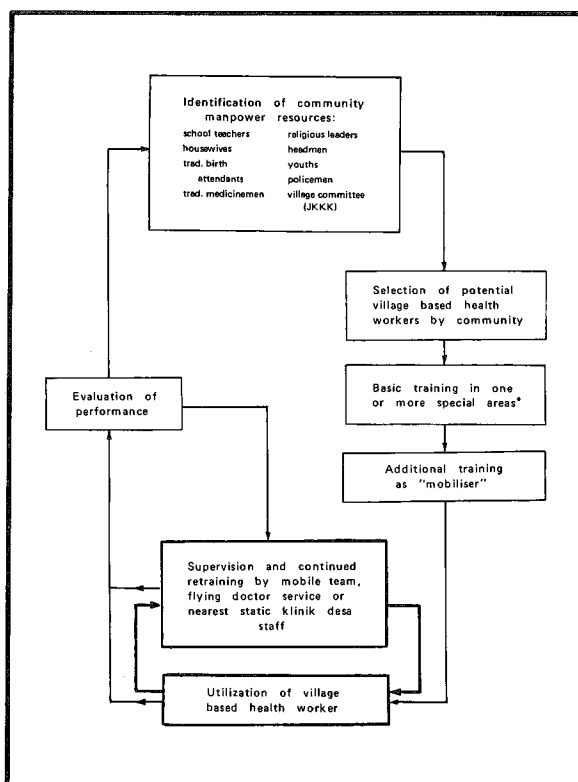 Identification of community
manpower resources:
school teachers
housewives
trad. birth
attendants
trad. medicinemen
religious leaders
headmen
youths
policemen
village committee
(JKKK)
Selection of potential
village based health
workers by community
Basic training in one
or more special areas*
Additional training
as "mobiliser"
Evaluation of
performance
Supervision and continued
retraining by mobile team,
flying doctor service or
nearest static klinik desa
staff
Utilization of village
based health worker